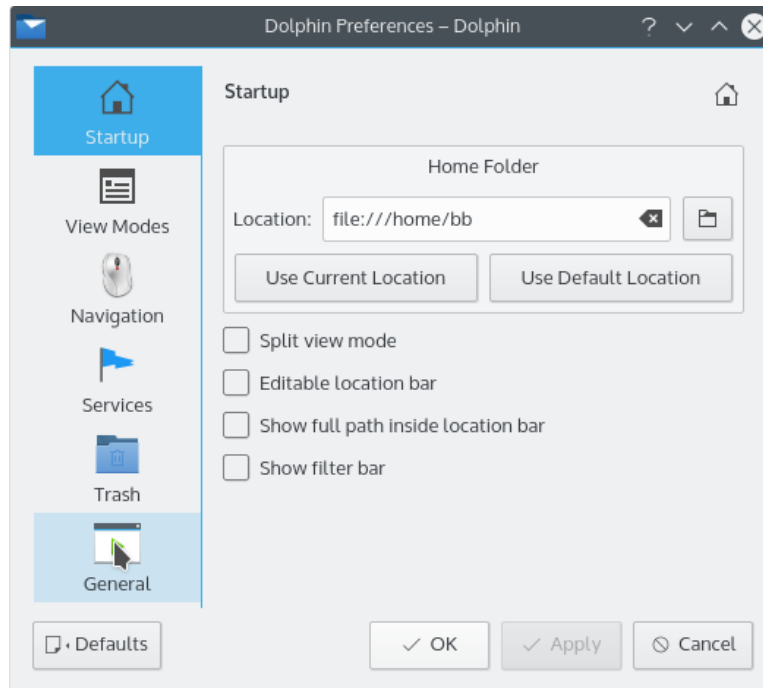 Dolphin Preferences – Dolphin
Startup
View Modes
Navigation
Services
Trash
General
Startup
Home Folder
Location: file:///home/bb
Use Current Location Use Default Location
Split view mode
Editable location bar
Show full path inside location bar
Show filter bar
Defaults OK Apply Cancel